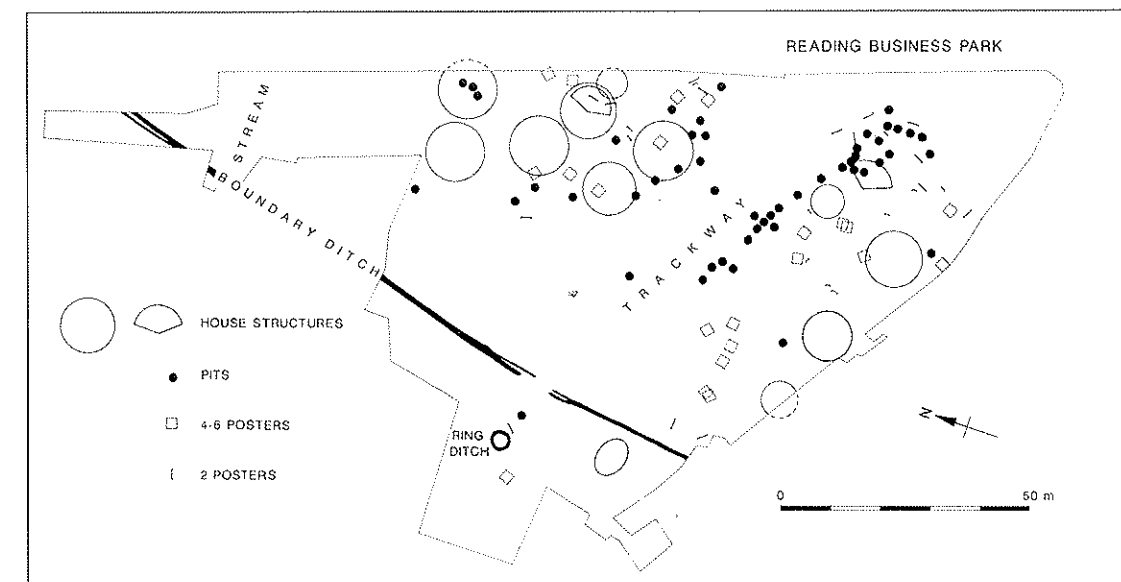 READING BUSINESS PARK
STREAM
BOUNDARY DITCH
TRACKWAY
HOUSE STRUCTURES
PITS
4-6 POSTERS
2 POSTERS
RING
DITCH
N
0 50 m